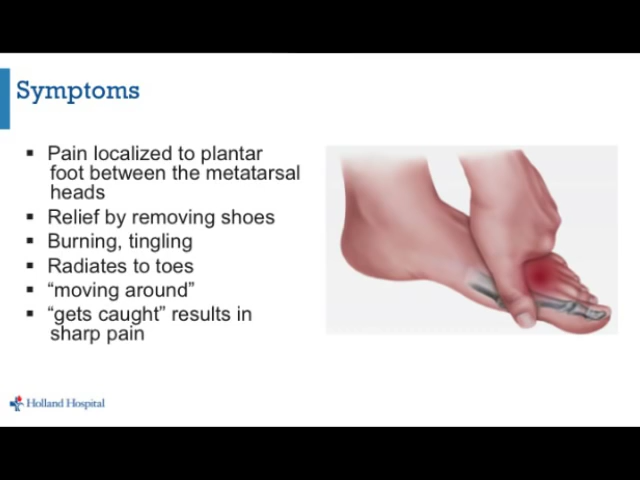 Symptoms
▪ Pain localized to plantar
foot between the metatarsal
heads
▪ Relief by removing shoes
▪ Burning, tingling
▪ Radiates to toes
▪ “moving around”
▪ “gets caught” results in
sharp pain
Holland Hospital